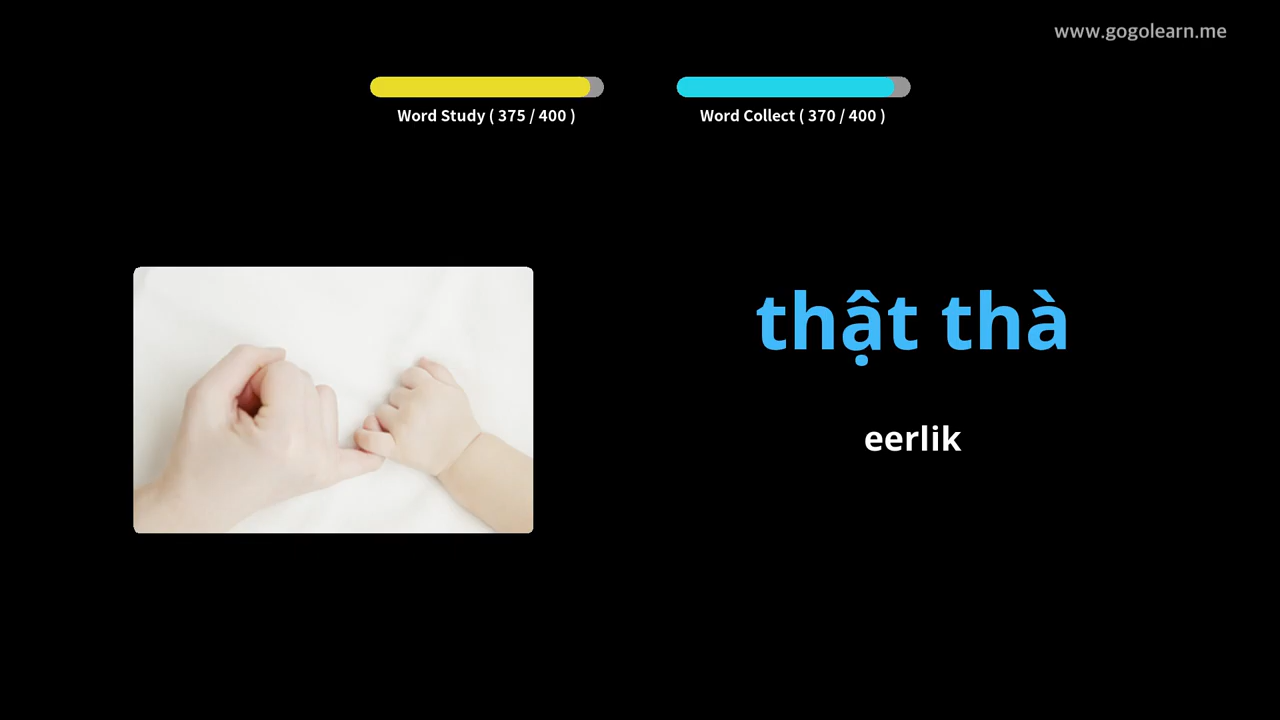 www.gogolearn.me
Word Study ( 375 / 400 )
Word Collect ( 370 / 400 )
thật thà
eerlik